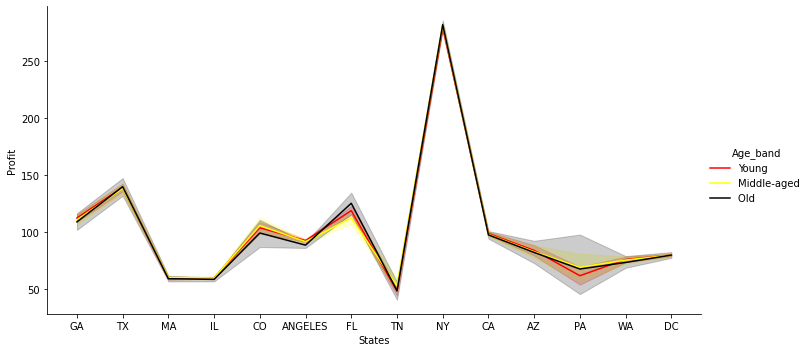 250
200
150
100
50
Profit
GA TX MA IL CO ANGELES FL TN NY CA AZ PA WA DC
States
Age_band
Young
Middle-aged
Old